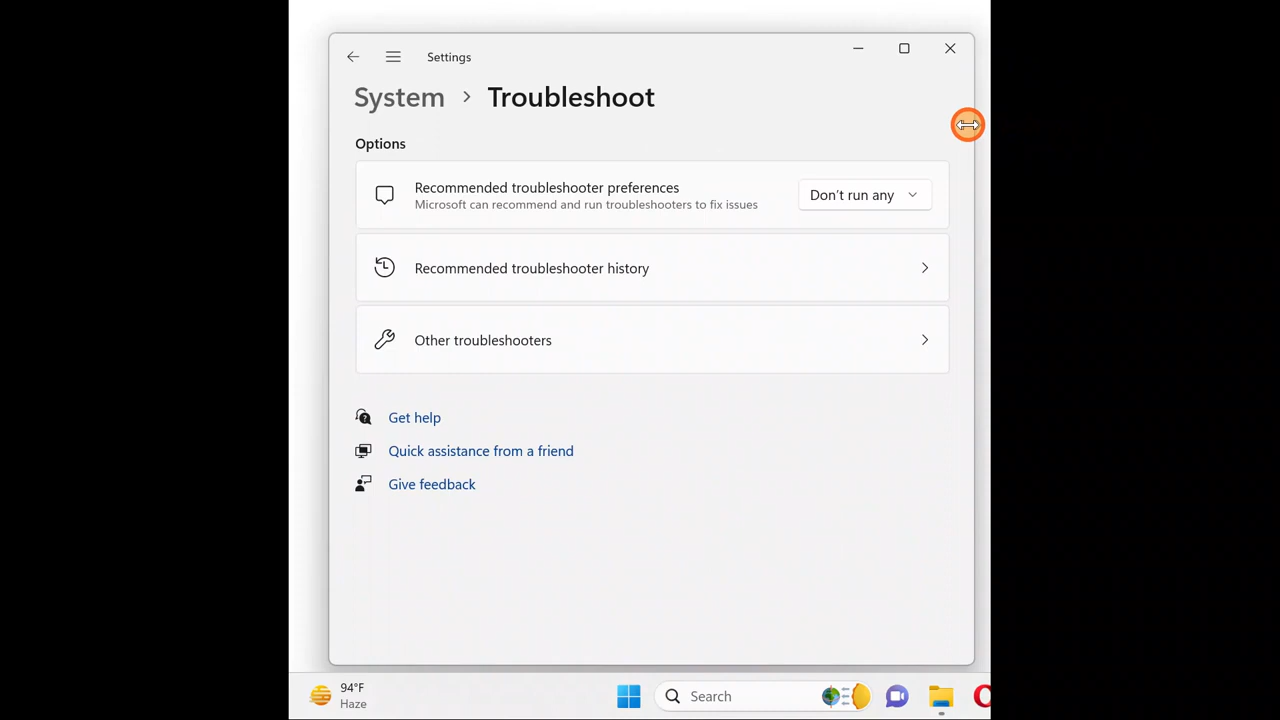 Settings
System > Troubleshoot
Options
Recommended troubleshooter preferences
Microsoft can recommend and run troubleshooters to fix issues
Don't run any
Recommended troubleshooter history
Other troubleshooters
Get help
Quick assistance from a friend
Give feedback
94°F
Haze
Search